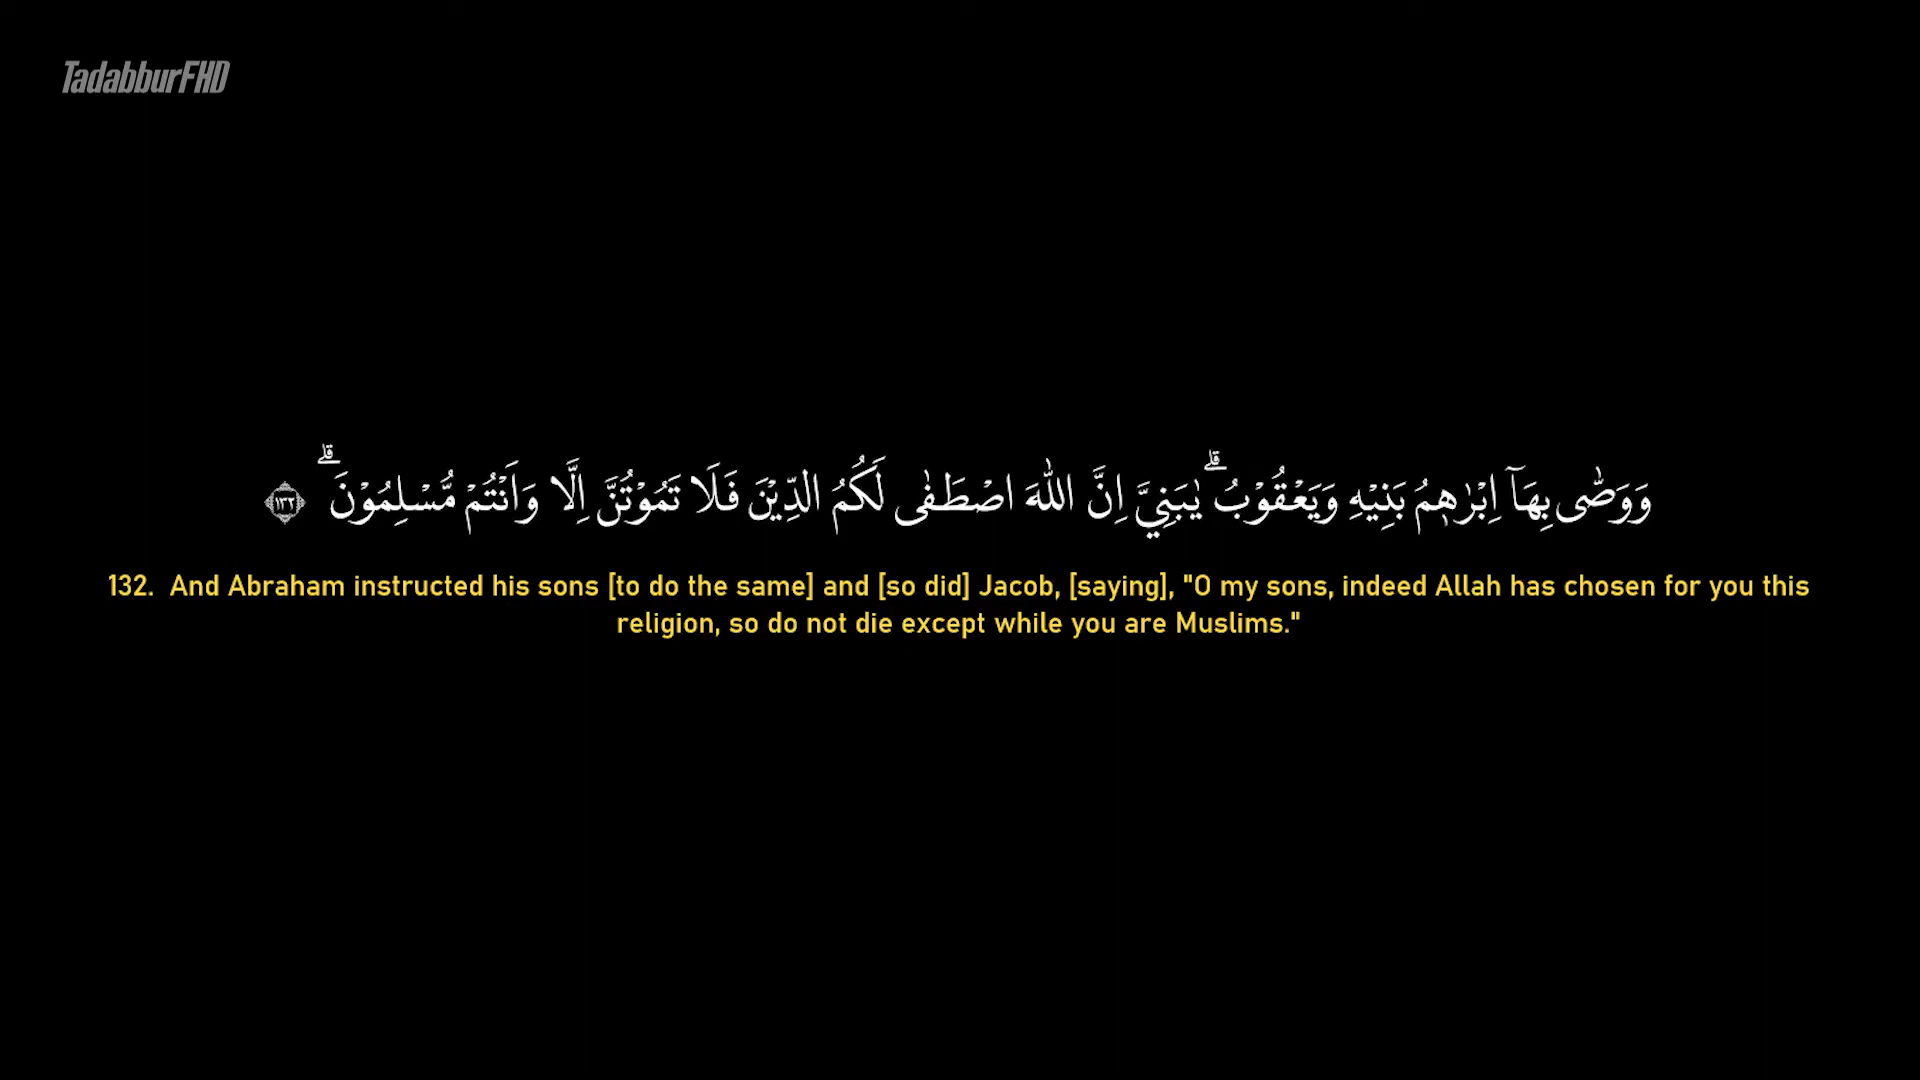 TadabburFHD
وَوَصّٰى بِهَآ اِبْرٰهٖمُ بَنِيْهِ وَيَعْقُوْبُۗ يٰبَنِيَّ اِنَّ اللّٰهَ اصْطَفٰى لَكُمُ الدِّيْنَ فَلَا تَمُوْتُنَّ اِلَّا وَاَنْتُمْ مُّسْلِمُوْنَۗ ١٣٢
132. And Abraham instructed his sons [to do the same] and [so did] Jacob, [saying], "O my sons, indeed Allah has chosen for you this
religion, so do not die except while you are Muslims."